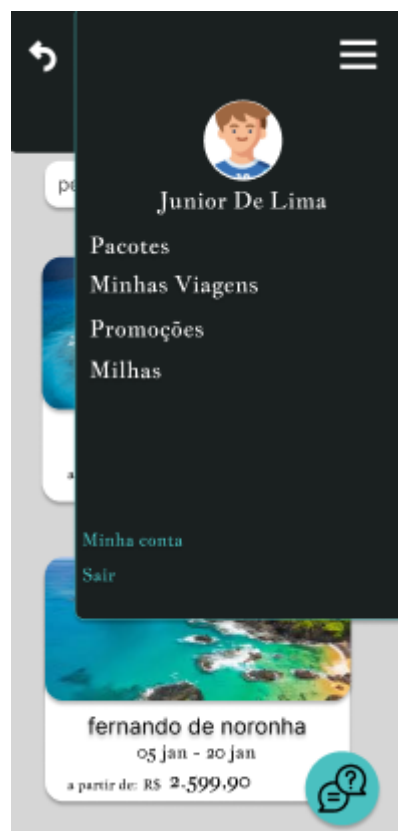 Junior De Lima
Pacotes
Minhas Viagens
Promoções
Milhas
Minha conta
Sair
fernando de noronha
05 jan - 20 jan
a partir de: R$ 2.599,90